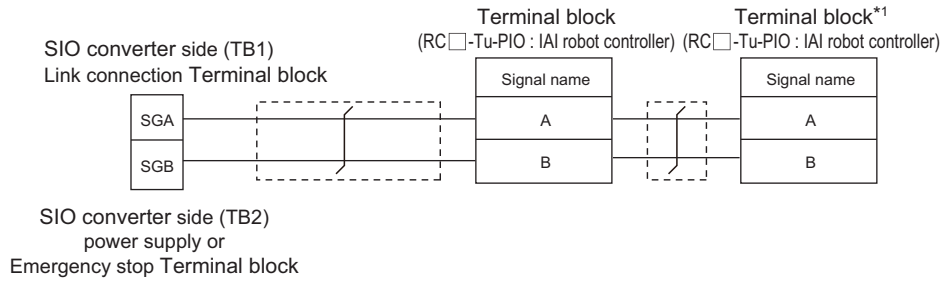 SIO converter side (TB1)
Link connection Terminal block
SGA
SGB
SIO converter side (TB2)
power supply or
Emergency stop Terminal block
Terminal block
(RC□-Tu-PIO : IAI robot controller)
Signal name
A
B
Terminal block*1
(RC□-Tu-PIO : IAI robot controller)
Signal name
A
B